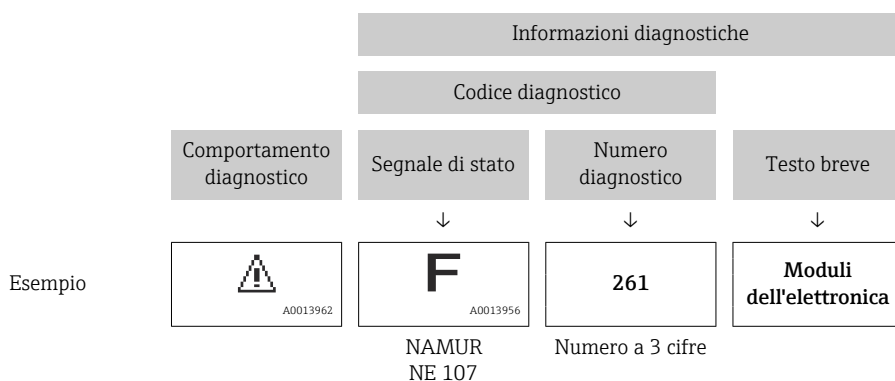 Informazioni diagnostiche
Codice diagnostico
Comportamento
diagnostico
Segnale di stato
Numero
diagnostico
Testo breve
↓ ↓ ↓
Esempio
A0013962
F
A0013956
261
Moduli
dell'elettronica
NAMUR
NE 107
Numero a 3 cifre